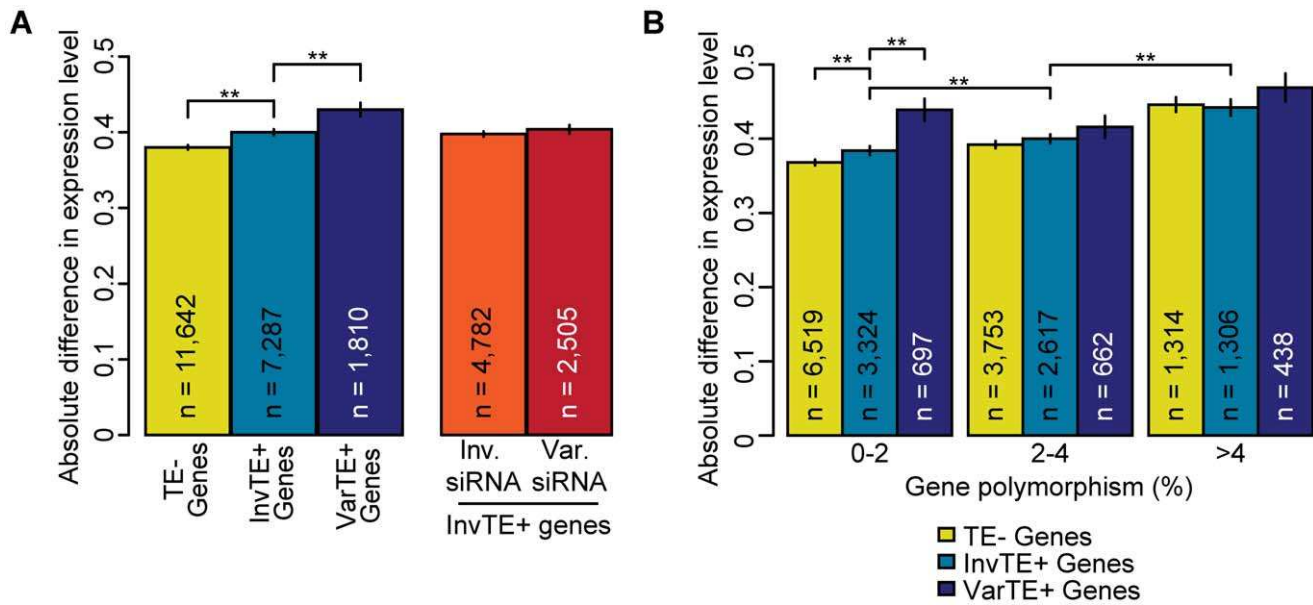 A
Absolute difference in expression level
0.5
0.4
0.3
0.2
0.1
0
**
**
n = 11,642
n = 7,287
n = 1,810
n = 4,782
n = 2,505
TE-
Genes
InvTE+
Genes
VarTE+
Genes
Inv.
siRNA
Var.
siRNA
InvTE+ genes
B
Absolute difference in expression level
0.5
0.4
0.3
0.2
0.1
0
**
**
**
**
n = 6,519
n = 3,324
n = 697
n = 3,753
n = 2,617
n = 662
n = 1,314
n = 1,306
n = 438
0-2
2-4
>4
Gene polymorphism (%)
TE- Genes
InvTE+ Genes
VarTE+ Genes